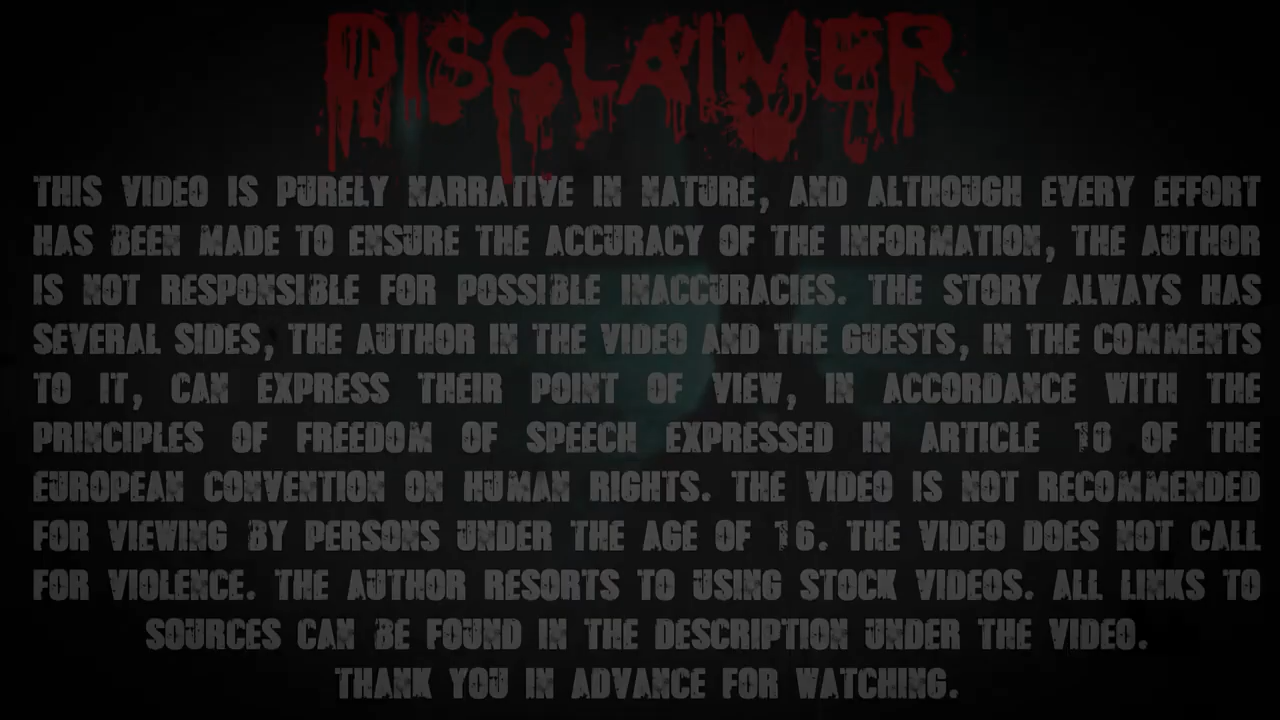 DISCLAIMER
THIS VIDEO IS PURELY NARRATIVE IN NATURE, AND ALTHOUGH EVERY EFFORT
HAS BEEN MADE TO ENSURE THE ACCURACY OF THE INFORMATION, THE AUTHOR
IS NOT RESPONSIBLE FOR POSSIBLE INACCURACIES. THE STORY ALWAYS HAS
SEVERAL SIDES, THE AUTHOR IN THE VIDEO AND THE GUESTS, IN THE COMMENTS
TO IT, CAN EXPRESS THEIR POINT OF VIEW, IN ACCORDANCE WITH THE
PRINCIPLES OF FREEDOM OF SPEECH EXPRESSED IN ARTICLE 10 OF THE
EUROPEAN CONVENTION ON HUMAN RIGHTS. THE VIDEO IS NOT RECOMMENDED
FOR VIEWING BY PERSONS UNDER THE AGE OF 16. THE VIDEO DOES NOT CALL
FOR VIOLENCE. THE AUTHOR RESORTS TO USING STOCK VIDEOS. ALL LINKS TO
SOURCES CAN BE FOUND IN THE DESCRIPTION UNDER THE VIDEO.
THANK YOU IN ADVANCE FOR WATCHING.